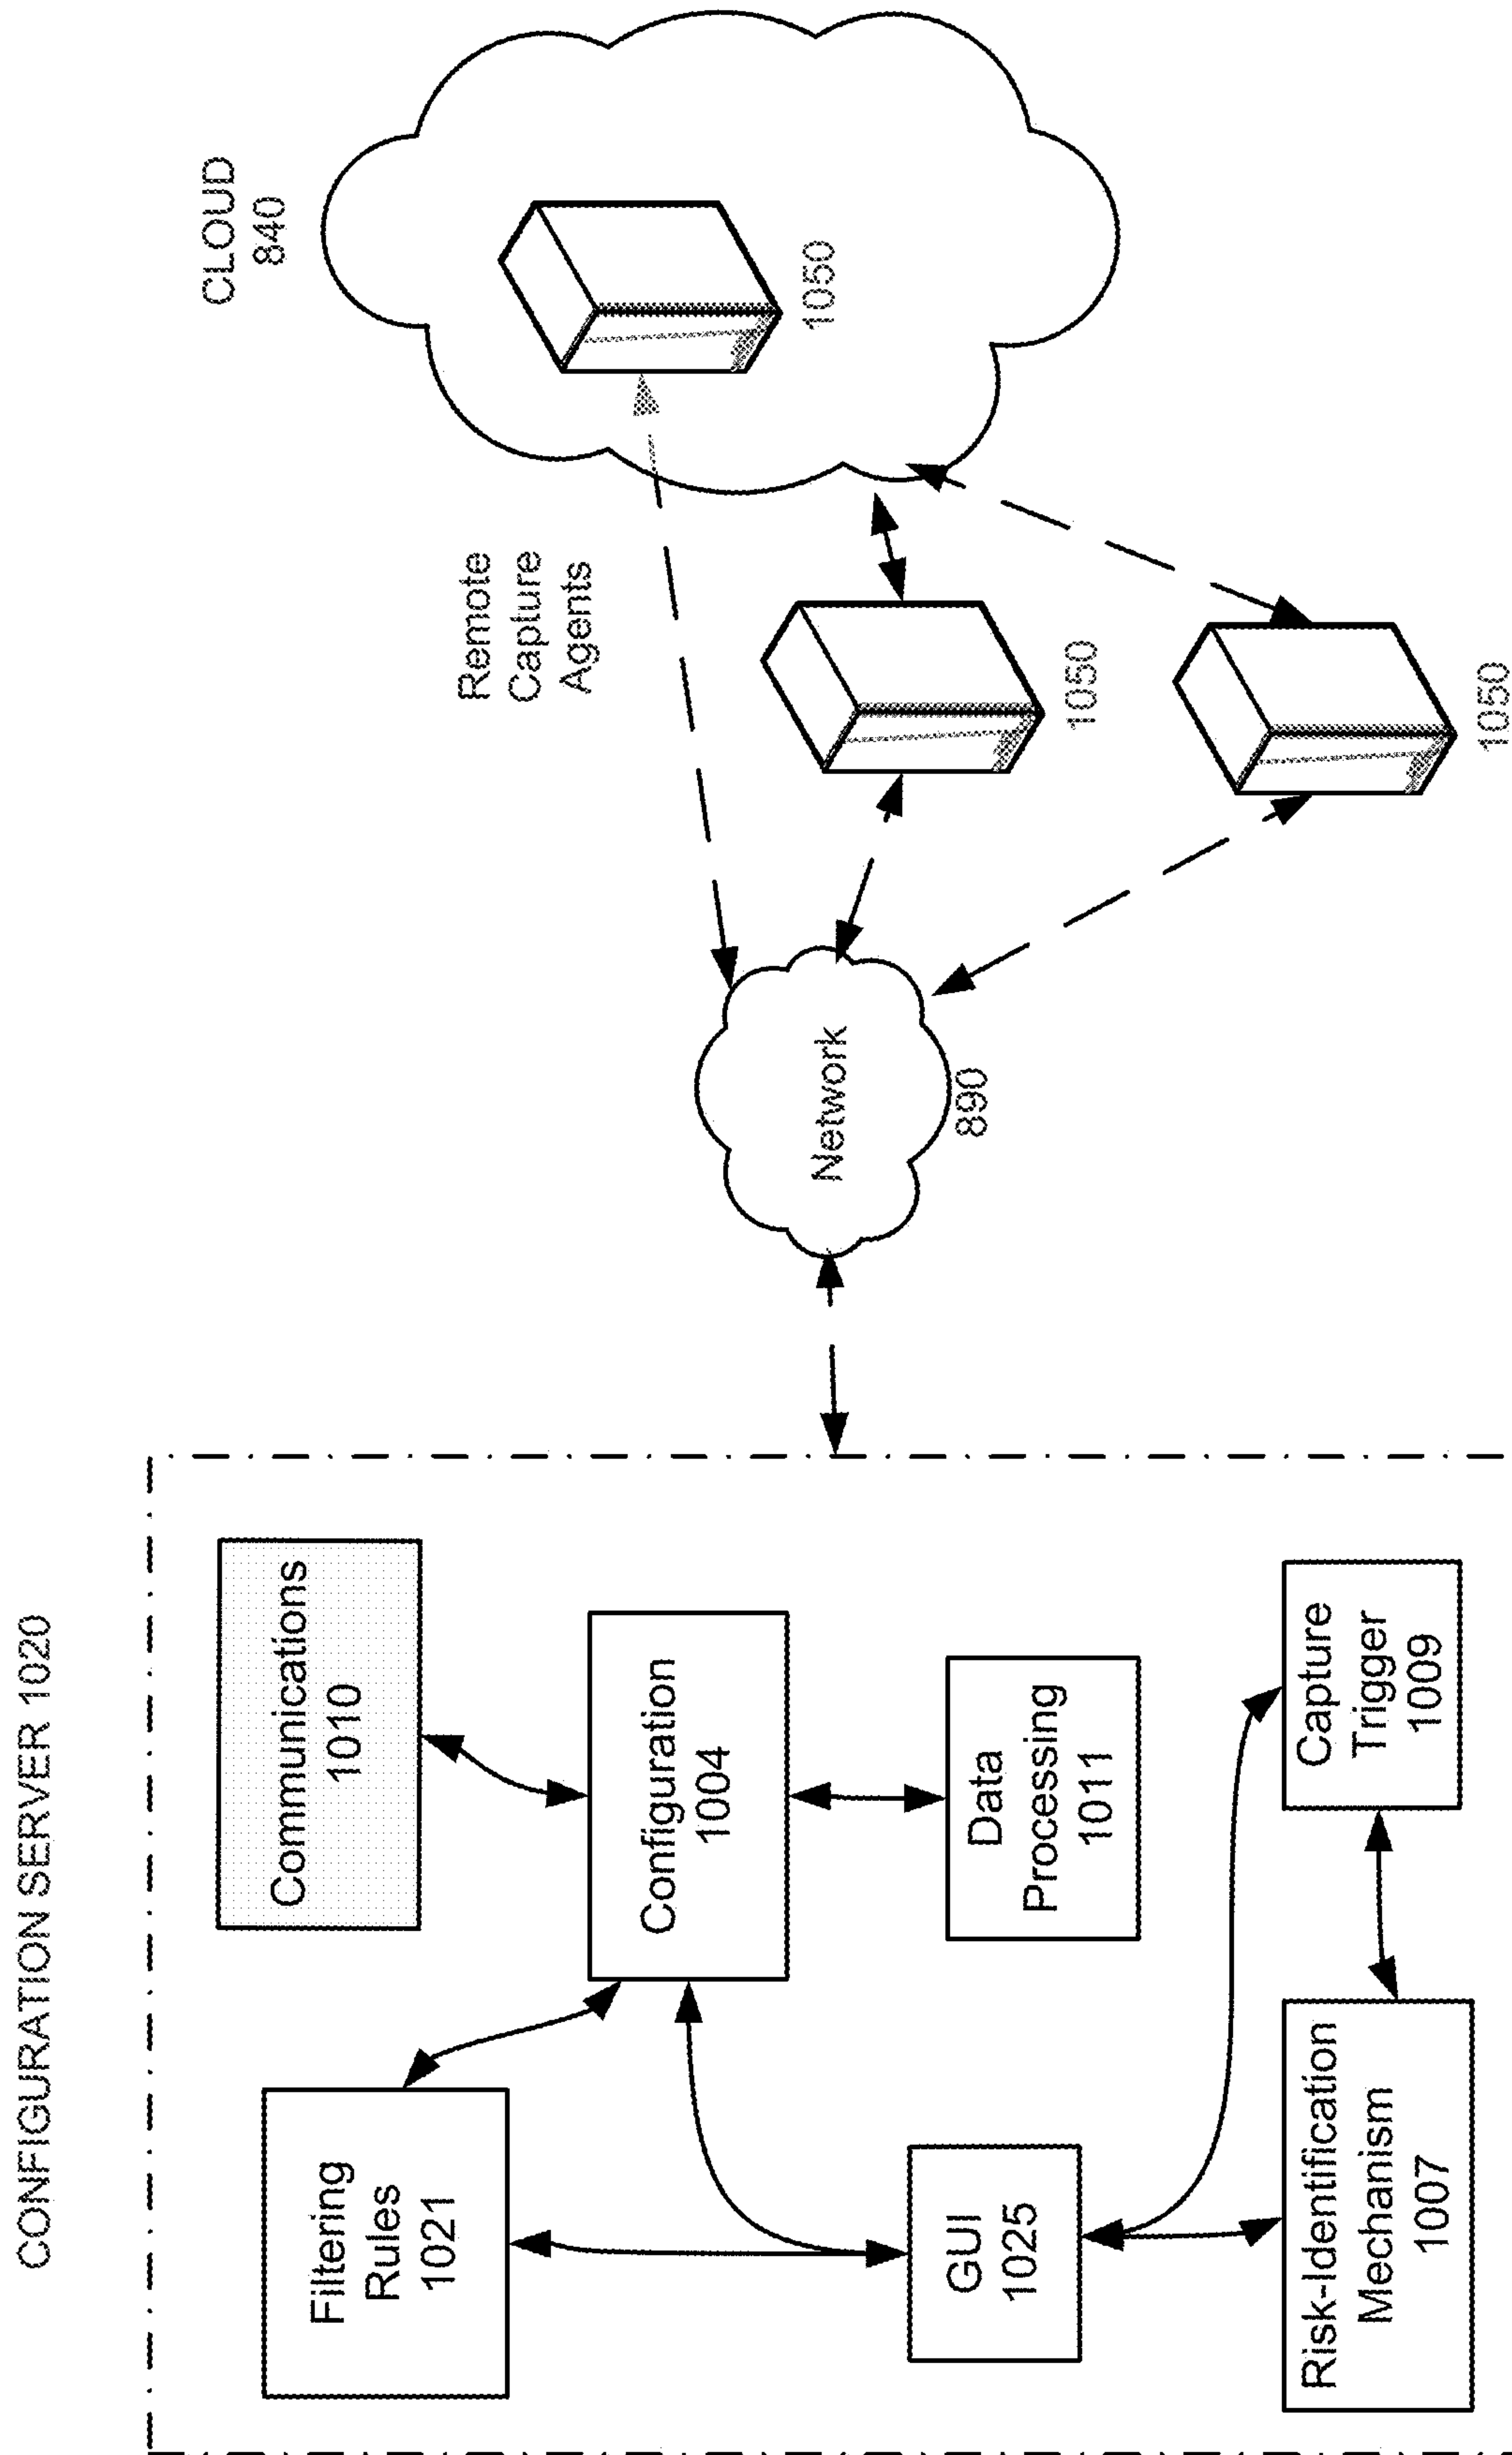 CONFIGURATION SERVER 1020
Filtering
Rules
1021
Communications
1010
Configuration
1004
GUI
1025
Data
Processing
1011
Risk-Identification
Mechanism
1007
Capture
Trigger
1009
Network
890
Remote
Capture
Agents
CLOUD
840
1050
1050
1050